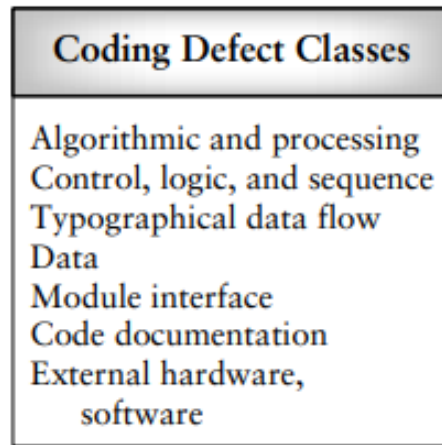 Coding Defect Classes
Algorithmic and processing
Control, logic, and sequence
Typographical data flow
Data
Module interface
Code documentation
External hardware,
software